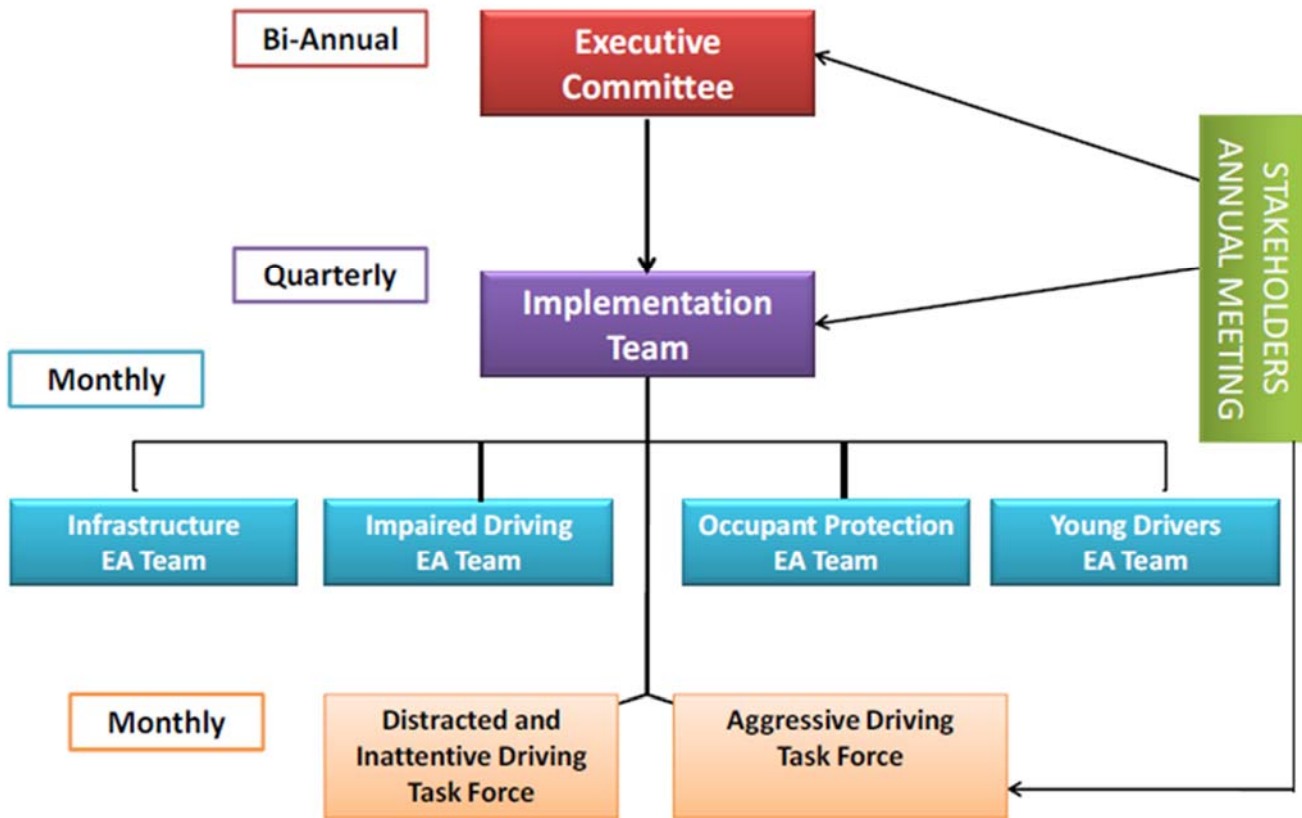 Bi-Annual
Executive
Committee
STAKEHOLDERS
ANNUAL MEETING
Quarterly
Implementation
Team
Monthly
Infrastructure
EA Team
Impaired Driving
EA Team
Occupant Protection
EA Team
Young Drivers
EA Team
Monthly
Distracted and
Inattentive Driving
Task Force
Aggressive Driving
Task Force